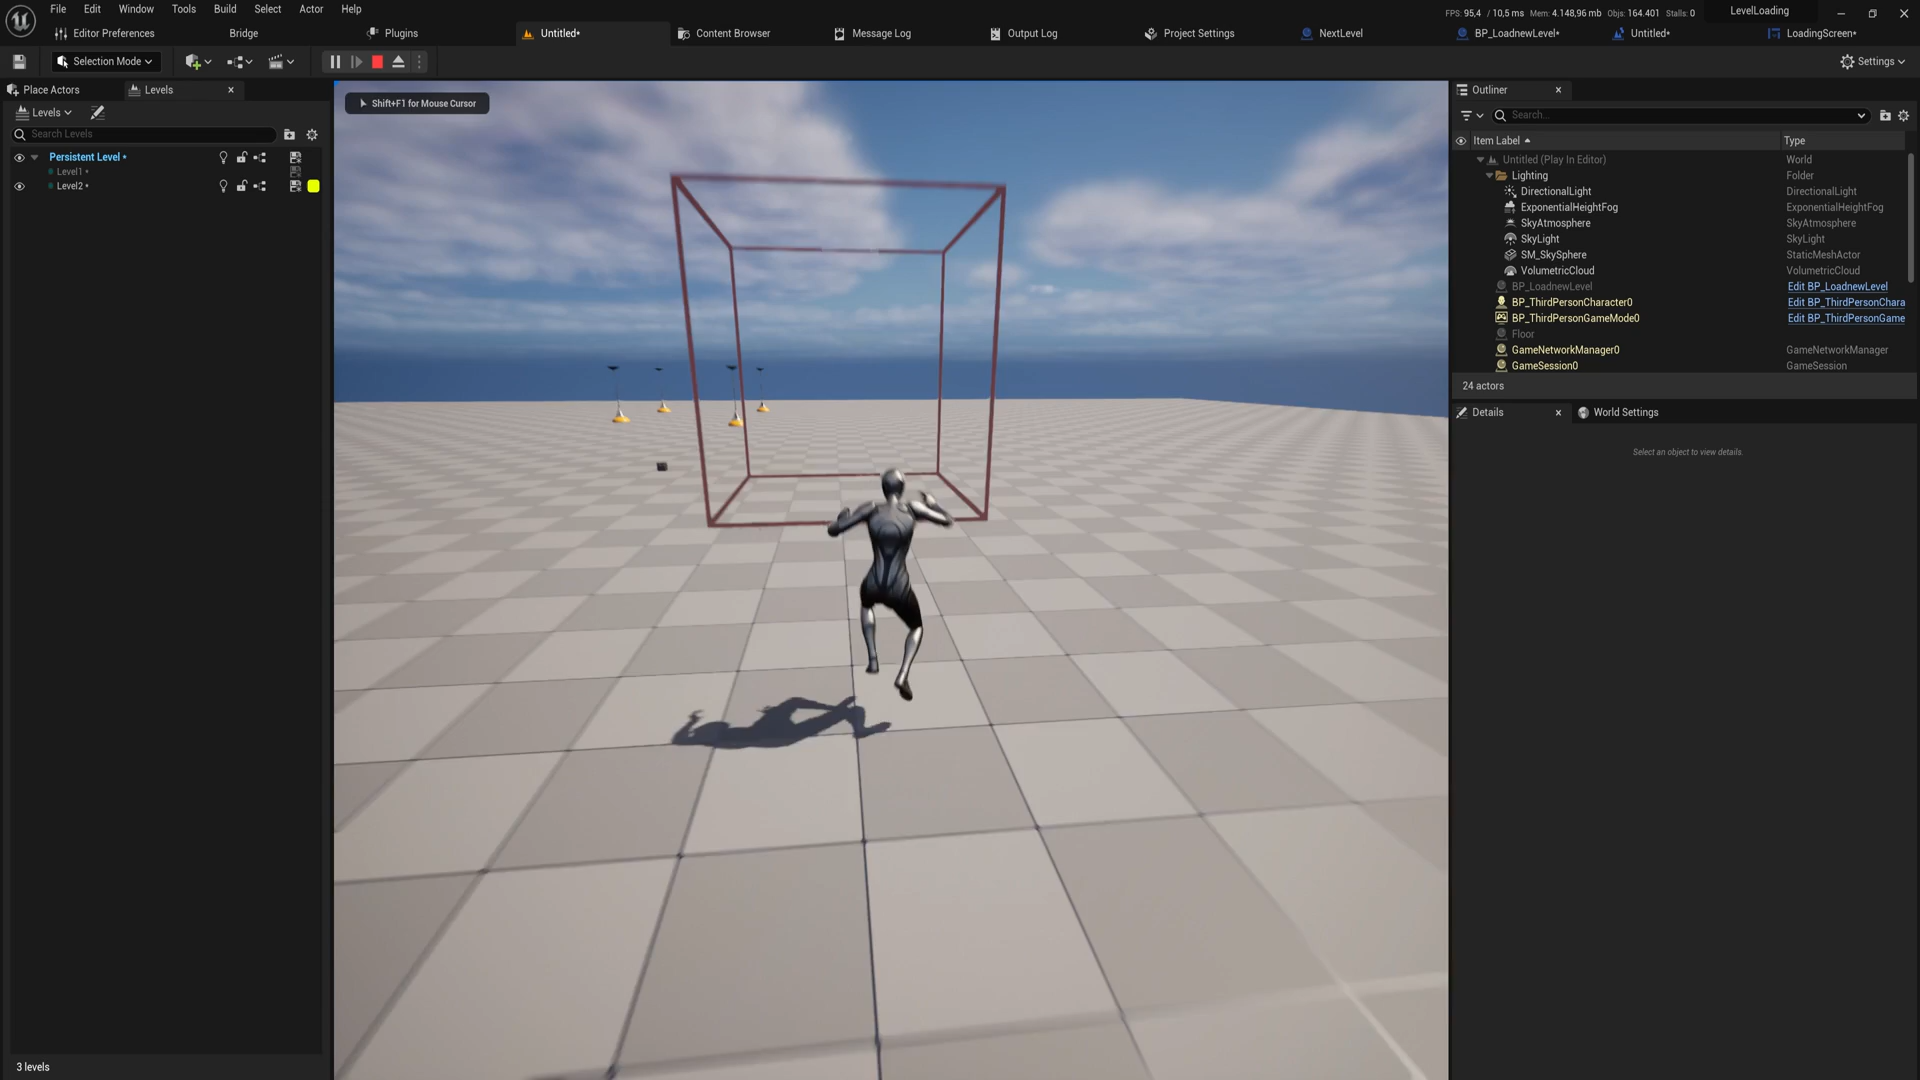 File Edit Window Tools Build Select Actor Help
FPS: 95,4 / 10,5 ms Mem: 4.148,96 mb Objs: 164.401 Stalls: 0
LevelLoading
Editor Preferences
Bridge
Plugins
Untitled*
Content Browser
Message Log
Output Log
Project Settings
NextLevel
BP_LoadnewLevel*
Untitled*
LoadingScreen*
Selection Mode
Settings
Place Actors
Levels
Levels
Search Levels
Persistent Level *
Level1 *
Level2 *
3 levels
Shift+F1 for Mouse Cursor
Outliner
Search...
Item Label Type
Untitled (Play In Editor) World
Lighting Folder
DirectionalLight DirectionalLight
ExponentialHeightFog ExponentialHeightFog
SkyAtmosphere SkyAtmosphere
SkyLight SkyLight
SM_SkySphere StaticMeshActor
VolumetricCloud VolumetricCloud
BP_LoadnewLevel Edit BP_LoadnewLevel
BP_ThirdPersonCharacter0 Edit BP_ThirdPersonChara
BP_ThirdPersonGameMode0 Edit BP_ThirdPersonGame
Floor
GameNetworkManager0 GameNetworkManager
GameSession0 GameSession
24 actors
Details
World Settings
Select an object to view details.